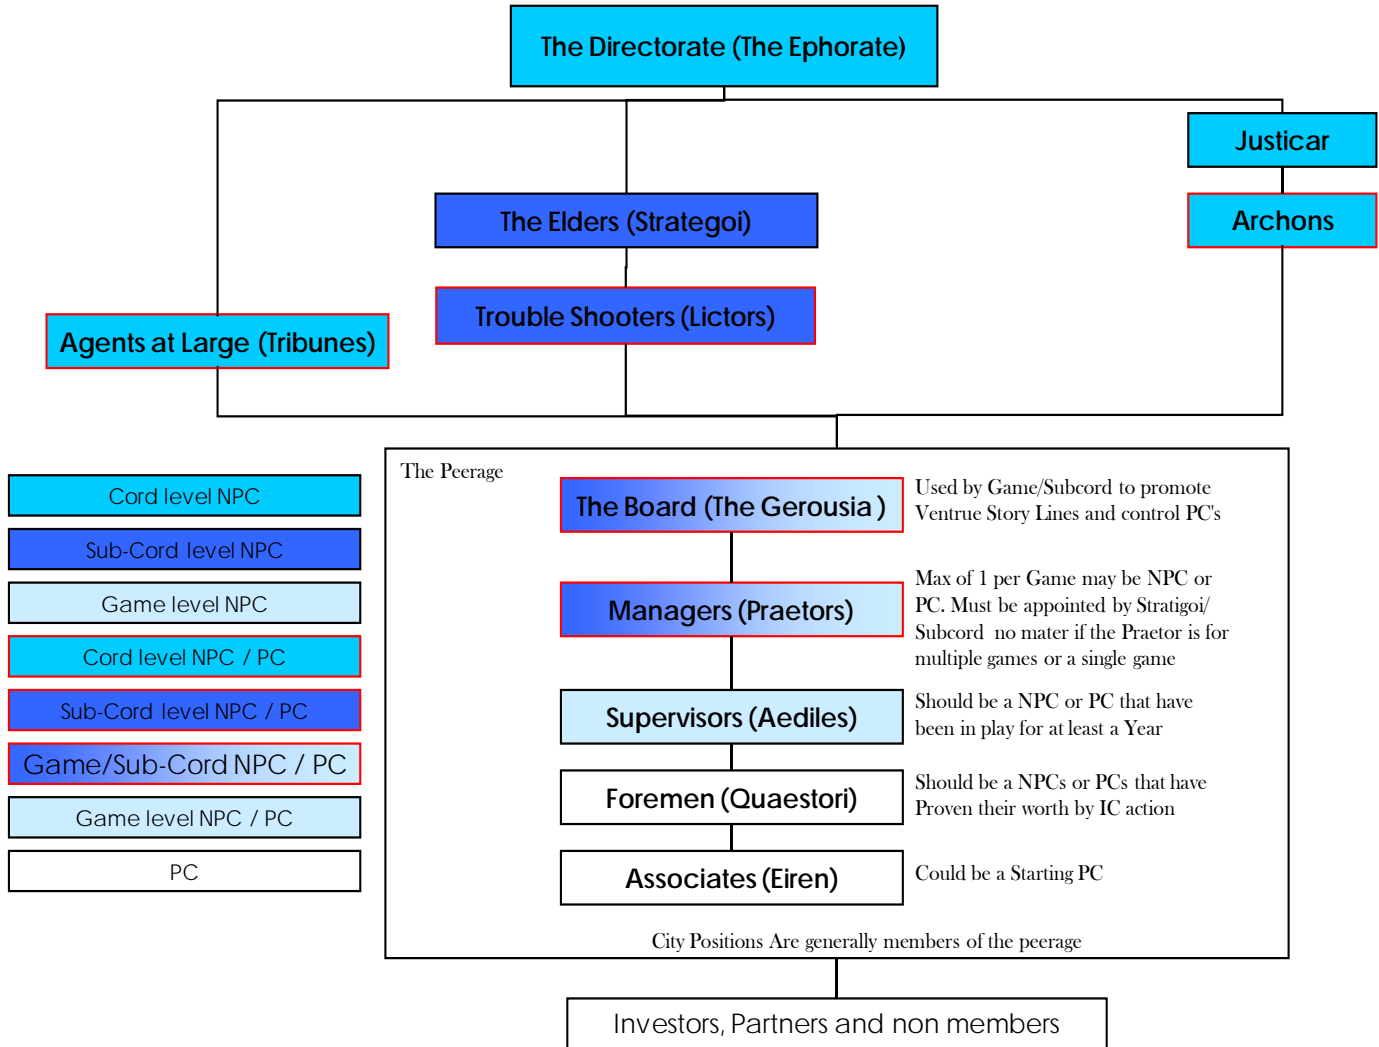 The Directorate (The Ephorate)
Justicar
Archons
The Elders (Strategoi)
Trouble Shooters (Lictors)
Agents at Large (Tribunes)
Cord level NPC
Sub-Cord level NPC
Game level NPC
Cord level NPC / PC
Sub-Cord level NPC / PC
Game/Sub-Cord NPC / PC
Game level NPC / PC
PC
The Peerage
The Board (The Gerousia )
Used by Game/Subcord to promote
Ventrue Story Lines and control PC's
Managers (Praetors)
Max of 1 per Game may be NPC or
PC. Must be appointed by Stratigoi/
Subcord no mater if the Praetor is for
multiple games or a single game
Supervisors (Aediles)
Should be a NPC or PC that have
been in play for at least a Year
Foremen (Quaestori)
Should be a NPCs or PCs that have
Proven their worth by IC action
Associates (Eiren)
Could be a Starting PC
City Positions Are generally members of the peerage
Investors, Partners and non members